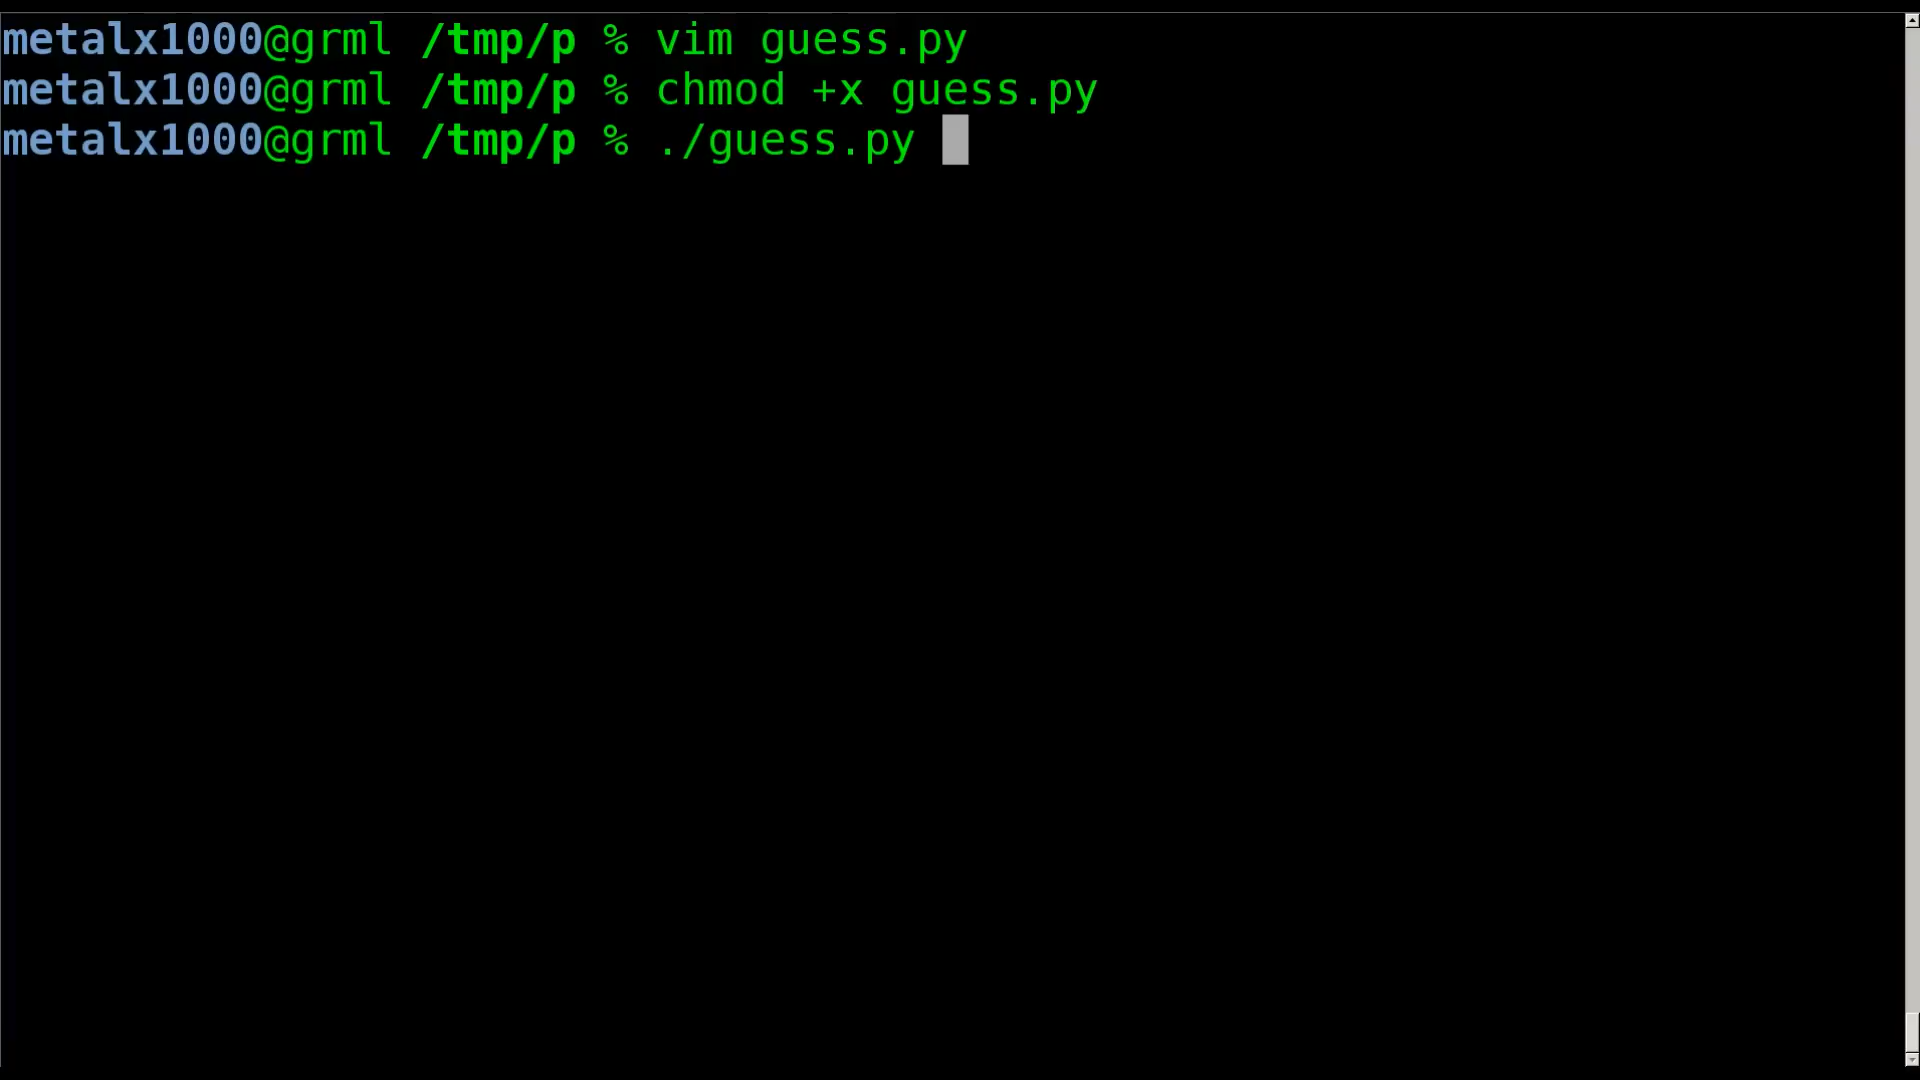 metalx1000@grml /tmp/p % vim guess.py
metalx1000@grml /tmp/p % chmod +x guess.py
metalx1000@grml /tmp/p % ./guess.py